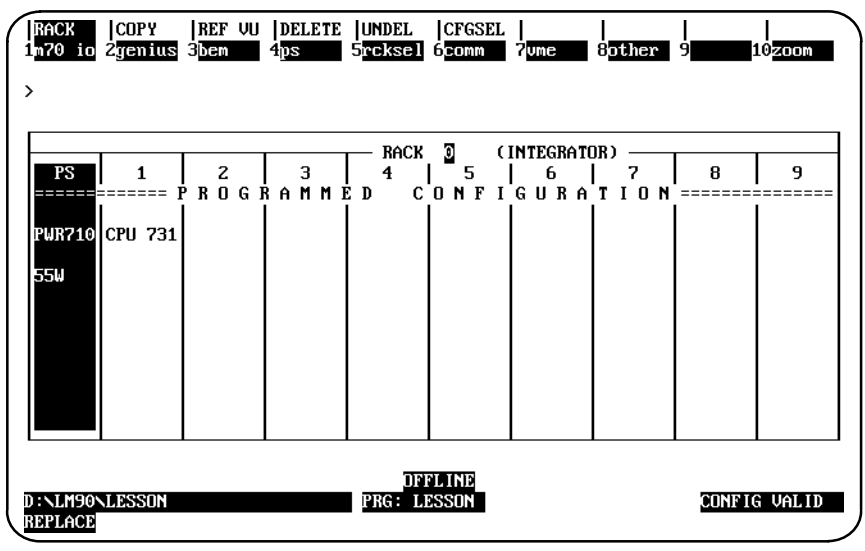 |RACK |COPY |REF VU |DELETE |UNDEL |CFGSEL | | |
1m70 io 2genius 3bem 4ps 5rcksel 6comm 7vme 8other 9 10zoom
>
RACK 0 (INTEGRATOR)
PS 1 2 3 4 5 6 7 8 9
====== ======= P R O G R A M M E D C O N F I G U R A T I O N =============
PWR710 CPU 731
55W
OFFLINE
D:\LM90\LESSON PRG: LESSON CONFIG VALID
REPLACE